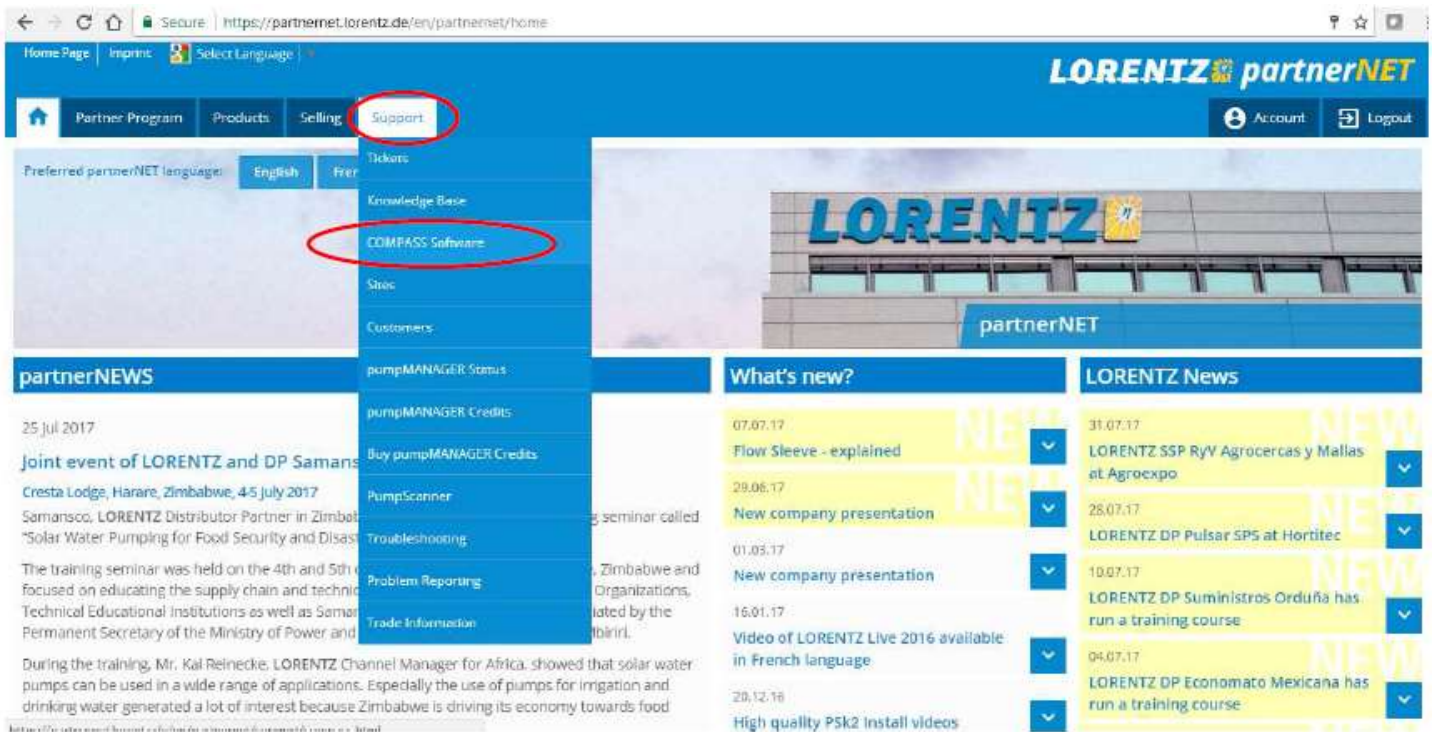 Secure https://partnernet.lorentz.de/en/partnernet/home
Home Page Imprint Select Language
LORENTZ partnerNET
Partner Program Products Selling Support Account Logout
Preferred partnerNET language: English
Tickets
Knowledge Base
COMPASS Software
Sites
Customers
pumpMANAGER Status
pumpMANAGER Credits
Buy pumpMANAGER Credits
PumpScanner
Troubleshooting
Problem Reporting
Trade Information
LORENTZ
partnerNET
partnerNEWS
25 Jul 2017
Joint event of LORENTZ and DP Samans
Cresta Lodge, Harare, Zimbabwe, 4-5 July 2017
Samansco, LORENTZ Distributor Partner in Zimbab g seminar called
"Solar Water Pumping for Food Security and Disast
The training seminar was held on the 4th and 5th , Zimbabwe and
focused on educating the supply chain and technic Organizations,
Technical Educational Institutions as well as Samar iated by the
Permanent Secretary of the Ministry of Power and Mbiriri.
During the training, Mr. Kai Reinecke, LORENTZ Channel Manager for Africa, showed that solar water
pumps can be used in a wide range of applications. Especially the use of pumps for irrigation and
drinking water generated a lot of interest because Zimbabwe is driving its economy towards food
What's new?
07.07.17
NEW
Flow Sleeve - explained
29.06.17
NEW
New company presentation
01.03.17
New company presentation
16.01.17
Video of LORENTZ Live 2016 available
in French language
20.12.16
High quality PSk2 Install videos
LORENTZ News
31.07.17
NEW
LORENTZ SSP RyV Agrocercas y Mallas
at Agroexpo
28.07.17
NEW
LORENTZ DP Pulsar SPS at Hortitec
10.07.17
NEW
LORENTZ DP Suministros Orduña has
run a training course
04.07.17
NEW
LORENTZ DP Economato Mexicana has
run a training course